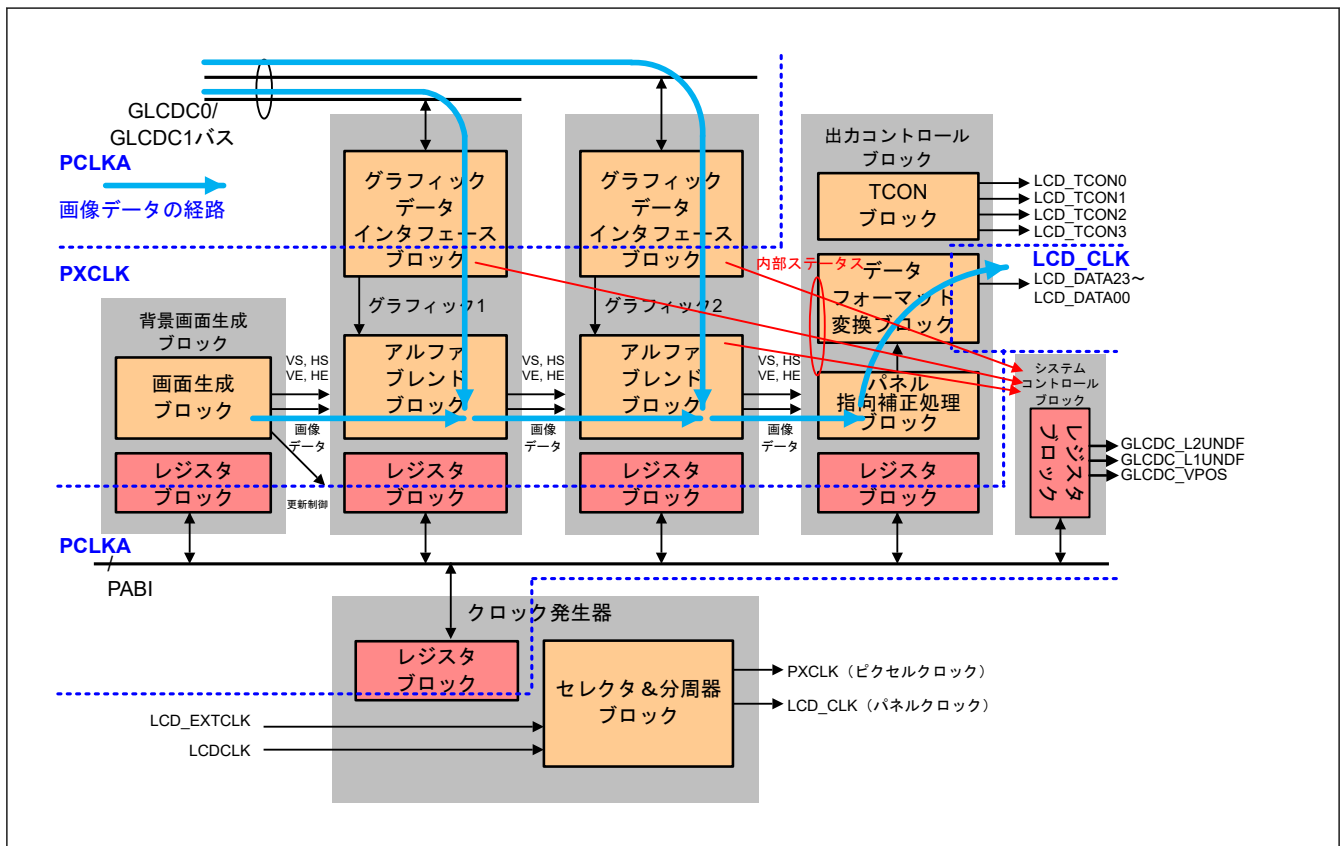 GLCDC0/
GLCDC1バス
PCLKA
画像データの経路
グラフィック
データ
インタフェース
ブロック
グラフィック
データ
インタフェース
ブロック
出力コントロール
ブロック
TCON
ブロック
LCD_TCON0
LCD_TCON1
LCD_TCON2
LCD_TCON3
PXCLK
内部ステータス
データ
フォーマット
変換ブロック
LCD_CLK
LCD_DATA23～
LCD_DATA00
グラフィック1
グラフィック2
背景画面生成
ブロック
画面生成
ブロック
VS, HS
VE, HE
画像
データ
アルファ
ブレンド
ブロック
VS, HS
VE, HE
画像
データ
アルファ
ブレンド
ブロック
VS, HS
VE, HE
画像
データ
パネル
指向補正処理
ブロック
システム
コントロール
ブロック
レジスタ
ブロック
GLCDC_L2UNDF
GLCDC_L1UNDF
GLCDC_VPOS
レジスタ
ブロック
更新制御
レジスタ
ブロック
レジスタ
ブロック
レジスタ
ブロック
PCLKA
PABI
クロック発生器
レジスタ
ブロック
セレクタ＆分周器
ブロック
PXCLK（ピクセルクロック）
LCD_CLK（パネルクロック）
LCD_EXTCLK
LCDCLK